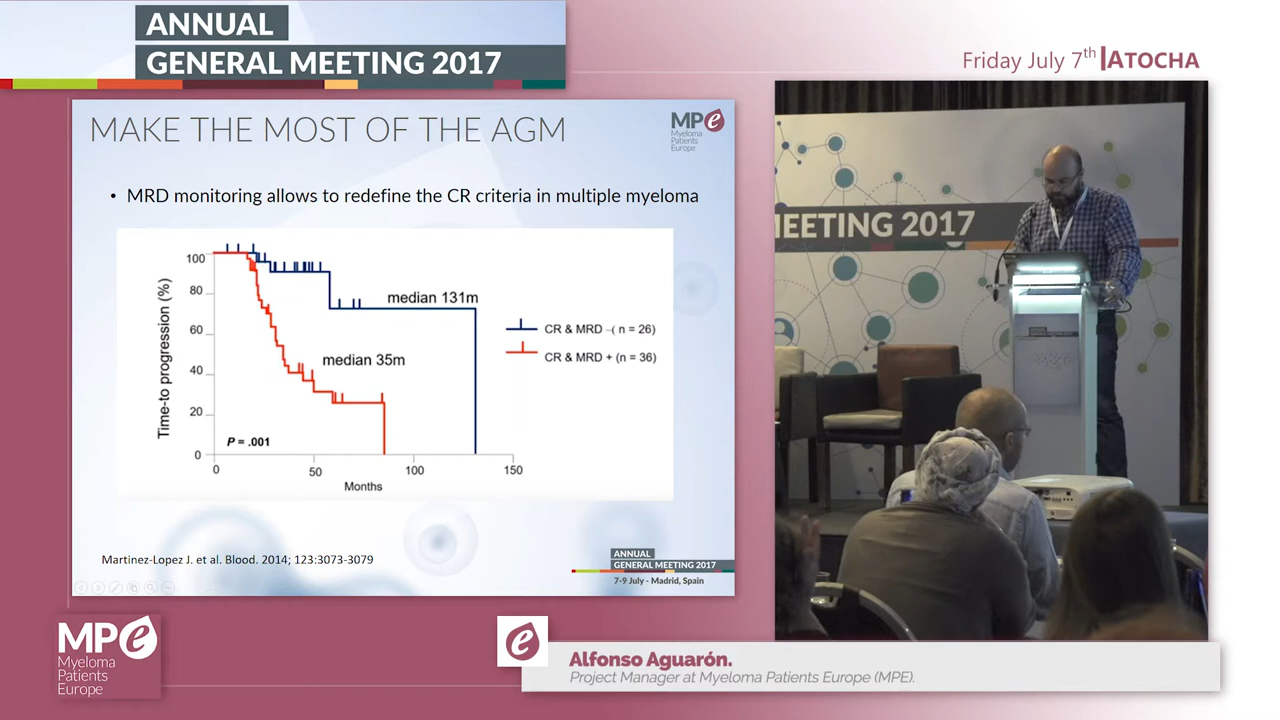 ANNUAL
GENERAL MEETING 2017
Friday July 7th |ATOCHA
MAKE THE MOST OF THE AGM
MPe
Myeloma
Patients
Europe
• MRD monitoring allows to redefine the CR criteria in multiple myeloma
Time-to progression (%)
100
80
60
40
20
0
median 131m
median 35m
P = .001
0
50
100
150
Months
CR & MRD –( n = 26)
CR & MRD + (n = 36)
Martinez-Lopez J. et al. Blood. 2014; 123:3073-3079
ANNUAL
GENERAL MEETING 2017
7-9 July - Madrid, Spain
MEETING 2017
MPe
Myeloma
Patients
Europe
e
Alfonso Aguarón.
Project Manager at Myeloma Patients Europe (MPE).